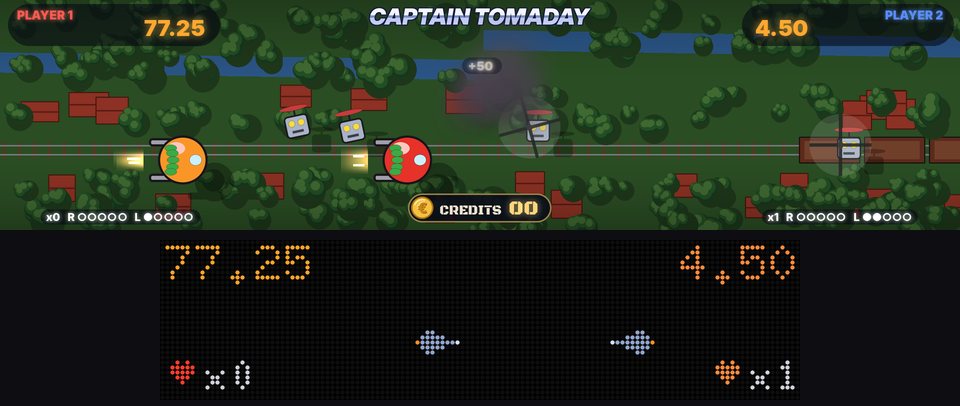 PLAYER 1
77.25
CAPTAIN TOMADAY
PLAYER 2
4.50
+50
x0 R L
CREDITS 00
x1 R L
77.25
4.50
x0
x1